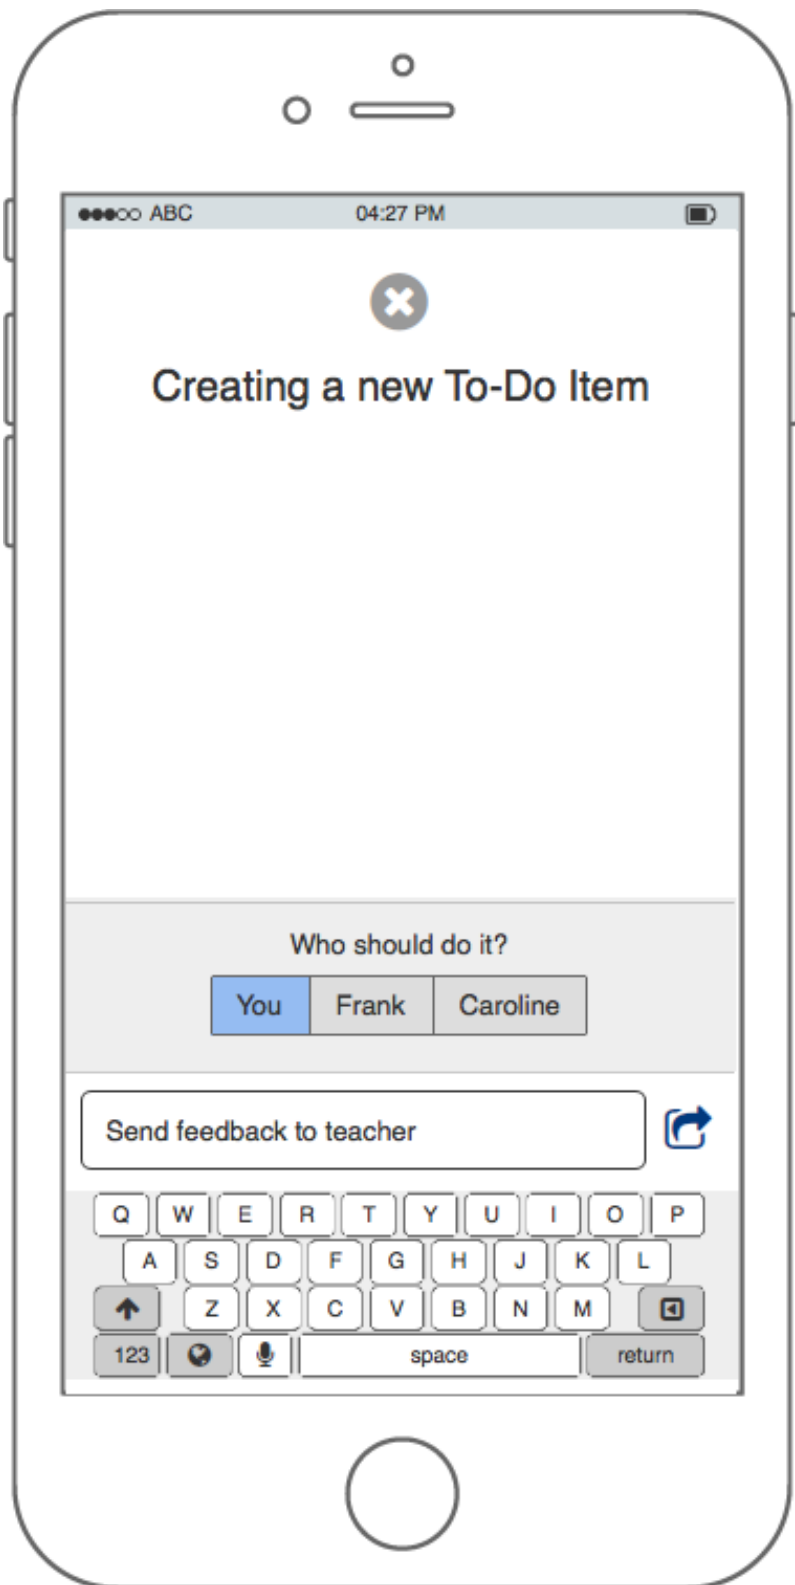 ABC 04:27 PM
Creating a new To-Do Item
Who should do it?
You Frank Caroline
Send feedback to teacher
Q W E R T Y U I O P
A S D F G H J K L
Z X C V B N M
123 space return